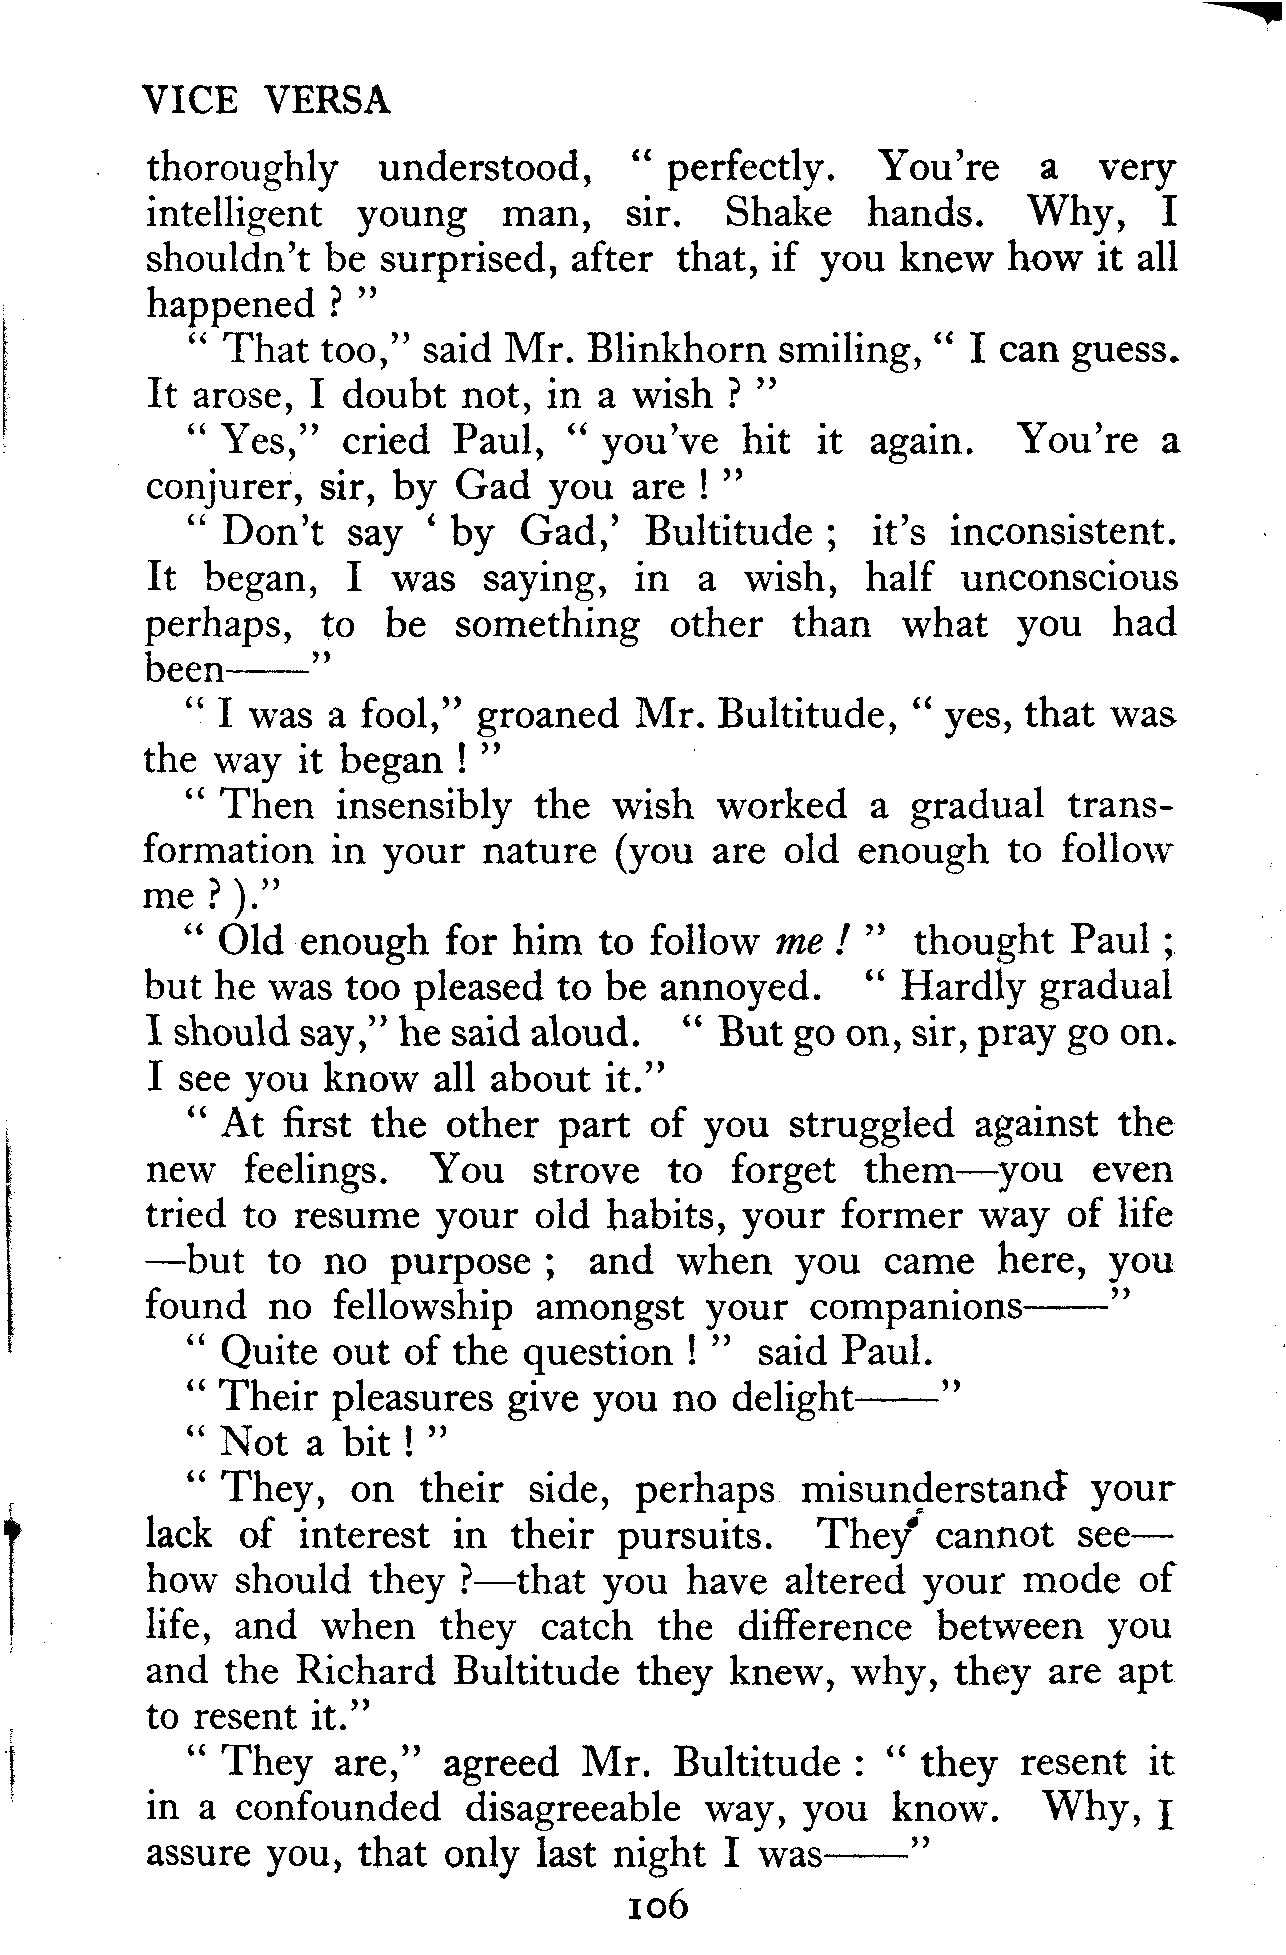 VICE VERSA
thoroughly understood, “ perfectly. You're a very
intelligent young man, sir. Shake hands. Why, I
shouldn't be surprised, after that, if you knew how it all
happened ? ”
“ That too,” said Mr. Blinkhorn smiling, “ I can guess.
It arose, I doubt not, in a wish ? ”
“ Yes,” cried Paul, “ you've hit it again. You're a
conjurer, sir, by Gad you are ! ”
“ Don't say ‘ by Gad,’ Bultitude ; it's inconsistent.
It began, I was saying, in a wish, half unconscious
perhaps, to be something other than what you had
been——”
“ I was a fool,” groaned Mr. Bultitude, “ yes, that was
the way it began ! ”
“ Then insensibly the wish worked a gradual trans-
formation in your nature (you are old enough to follow
me ? ).”
“ Old enough for him to follow me ! ” thought Paul ;
but he was too pleased to be annoyed. “ Hardly gradual
I should say,” he said aloud. “ But go on, sir, pray go on.
I see you know all about it.”
“ At first the other part of you struggled against the
new feelings. You strove to forget them—you even
tried to resume your old habits, your former way of life
—but to no purpose ; and when you came here, you
found no fellowship amongst your companions——”
“ Quite out of the question ! ” said Paul.
“ Their pleasures give you no delight——”
“ Not a bit ! ”
“ They, on their side, perhaps misunderstand your
lack of interest in their pursuits. They cannot see—
how should they ?—that you have altered your mode of
life, and when they catch the difference between you
and the Richard Bultitude they knew, why, they are apt
to resent it.”
“ They are,” agreed Mr. Bultitude : “ they resent it
in a confounded disagreeable way, you know. Why, I
assure you, that only last night I was——”
106